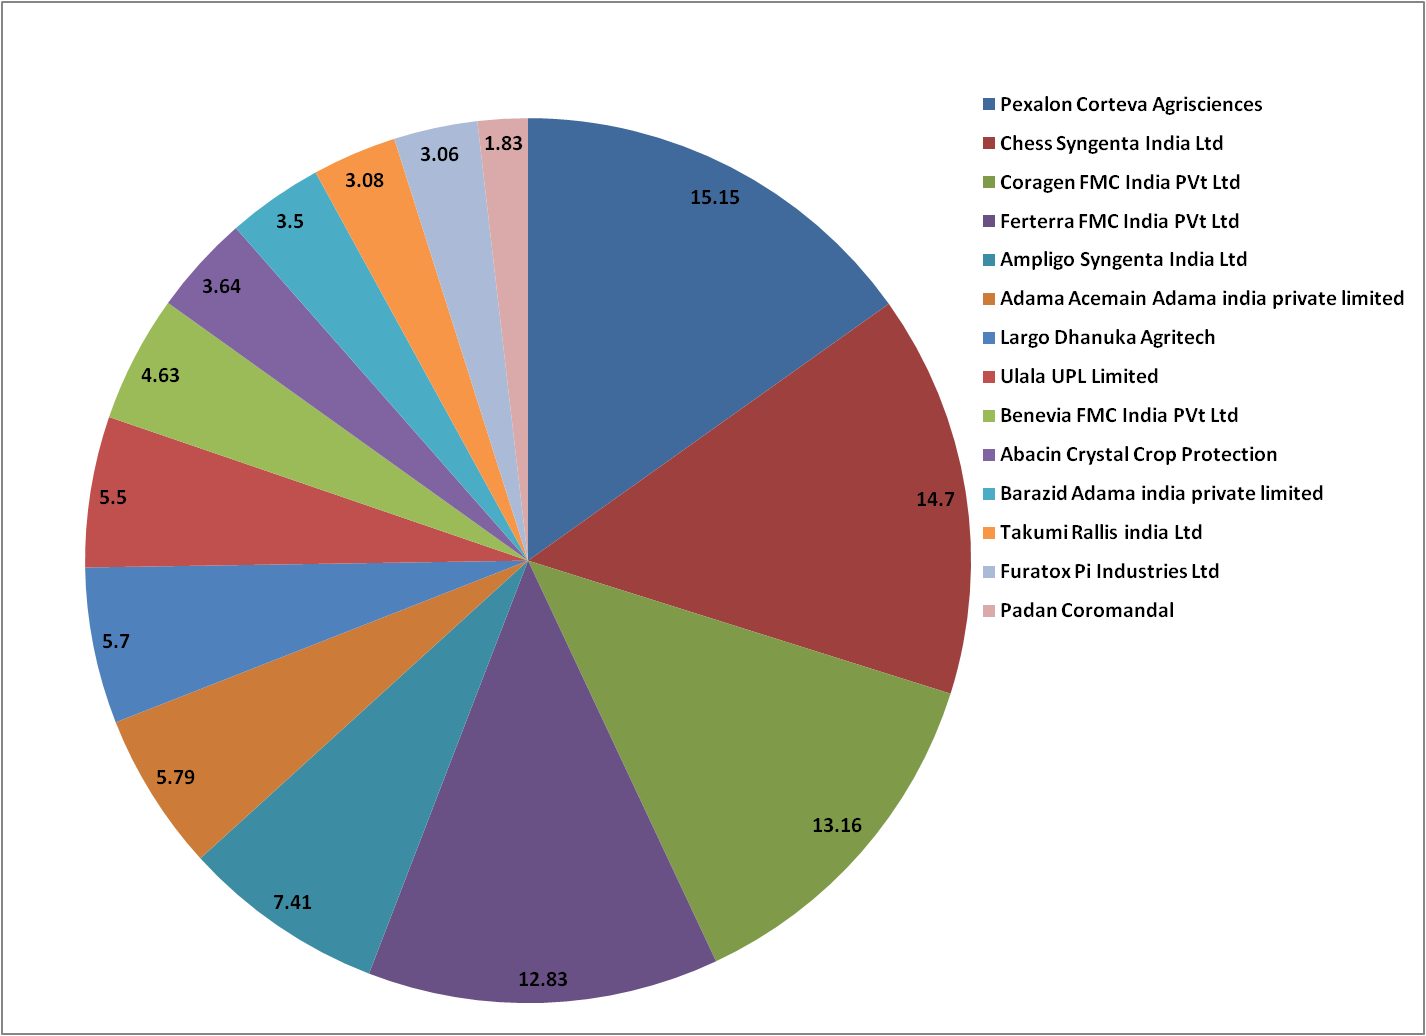 Pexalon Corteva Agrisciences
Chess Syngenta India Ltd
Coragen FMC India PVt Ltd
Ferterra FMC India PVt Ltd
Ampligo Syngenta India Ltd
Adama Acemain Adama india private limited
Largo Dhanuka Agritech
Ulala UPL Limited
Benevia FMC India PVt Ltd
Abacin Crystal Crop Protection
Barazid Adama india private limited
Takumi Rallis india Ltd
Furatox Pi Industries Ltd
Padan Coromandal
15.15
14.7
13.16
12.83
7.41
5.79
5.7
5.5
4.63
3.64
3.5
3.08
3.06
1.83